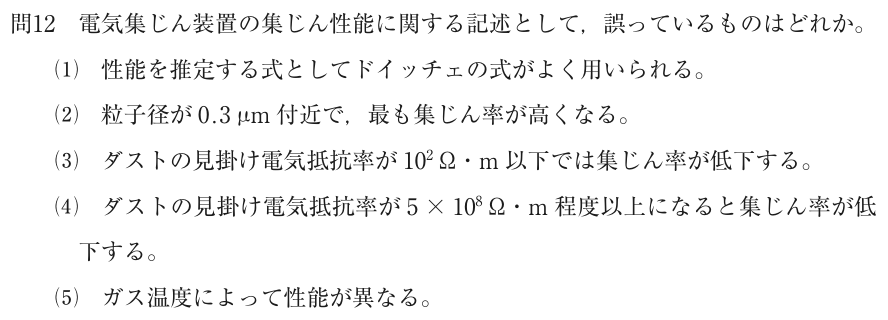 問12 電気集じん装置の集じん性能に関する記述として，誤っているものはどれか。
⑴ 性能を推定する式としてドイッチェの式がよく用いられる。
⑵ 粒子径が 0.3 μm 付近で，最も集じん率が高くなる。
⑶ ダストの見掛け電気抵抗率が 10² Ω・m 以下では集じん率が低下する。
⑷ ダストの見掛け電気抵抗率が 5 × 10⁸ Ω・m 程度以上になると集じん率が低
下する。
⑸ ガス温度によって性能が異なる。